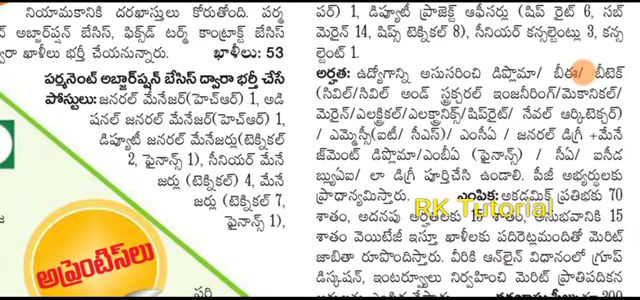 నియామకానికి దరఖాస్తులు కోరుతోంది. పర్మ
అబ్జార్‌ప్షన్ బేసిస్, ఫిక్స్‌డ్ టర్మ్ కాంట్రాక్ట్ బేసిస్
ద్వారా ఖాళీలు భర్తీ చేయనున్నారు. ఖాళీలు: 53
పర్మనెంట్ అబ్జార్‌ప్షన్ బేసిస్ ద్వారా భర్తీ చేసే
పోస్టులు: జనరల్ మేనేజర్(హెచ్ఆర్) 1, అడి
షనల్ జనరల్ మేనేజర్(హెచ్ఆర్) 1,
డిప్యూటీ జనరల్ మేనేజర్లు(టెక్నికల్
2, ఫైనాన్స్ 1), సీనియర్ మేనే
జర్లు (టెక్నికల్) 4, మేనే
జర్లు (టెక్నికల్ 7,
ఫైనాన్స్ 1),
అప్రెంటిస్‌లు
పర్) 1, డిప్యూటీ ప్రాజెక్ట్ ఆఫీసర్లు (షిప్ రైట్ 6, సబ్
మెరైన్ 14, షిప్స్ టెక్నికల్ 8), సీనియర్ కన్సల్టెంట్లు 3, కన్స
ల్టెంట్ 1.
అర్హత: ఉద్యోగాన్ని అనుసరించి డిప్లొమా/ బీఈ/ బీటెక్
(సివిల్/సివిల్ అండ్ స్ట్రక్చరల్ ఇంజనీరింగ్/మెకానికల్/
మెరైన్/ఎలక్ట్రికల్/ఎలక్ట్రానిక్స్/షిప్‌రైట్/ నేవల్ ఆర్కిటెక్చర్)
/ ఎమ్మెస్సీ(ఐటీ/ సీఎస్)/ ఎంసీఏ / జనరల్ డిగ్రీ +మేనే
జ్‌మెంట్ డిప్లొమా/ఎంబీఏ (ఫైనాన్స్) / సీఏ/ ఐసీడ
బ్ల్యుఏఐ/ లా డిగ్రీ పూర్తిచేసి ఉండాలి. పీజీ అభ్యర్థులకు
ప్రాధాన్యమిస్తారు. ఎంపిక: అకడమిక్ ప్రతిభకు 70
శాతం, అదనపు అర్హతలకు 15 శాతం, అనుభవానికి 15
శాతం వెయిటేజీ ఇస్తూ ఖాళీలకు పదిరెట్లమందితో మెరిట్
జాబితా రూపొందిస్తారు. వీరికి ఆన్‌లైన్ విధానంలో గ్రూప్
డిస్కషన్, ఇంటర్వ్యూలు నిర్వహించి మెరిట్ ప్రాతిపదికన
RK Tutorial